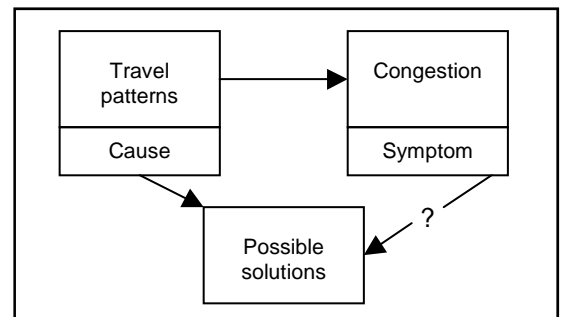 Travel
patterns
Cause
Congestion
Symptom
?
Possible
solutions